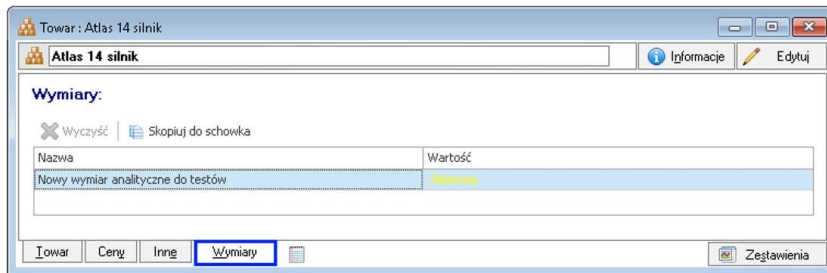 Towar : Atlas 14 silnik
Atlas 14 silnik
Informacje
Edytuj
Wymiary:
Wyczyść
Skopiuj do schowka
Nazwa
Wartość
Nowy wymiar analityczne do testów
Towar
Ceny
Inne
Wymiary
Zestawienia